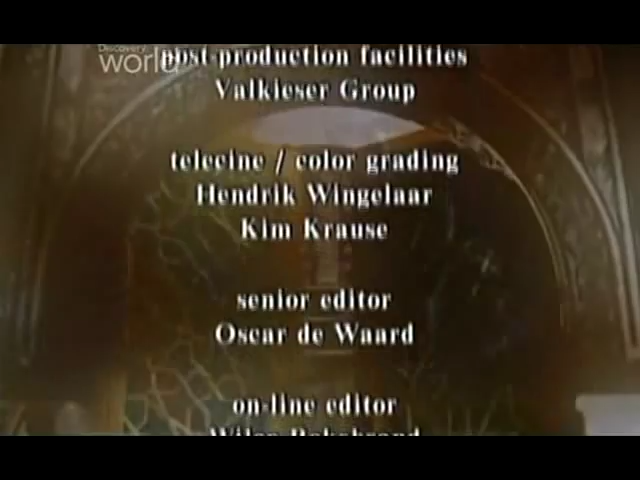 Discovery
world
post-production facilities
Valkieser Group
telecine / color grading
Hendrik Wingelaar
Kim Krause
senior editor
Oscar de Waard
on-line editor